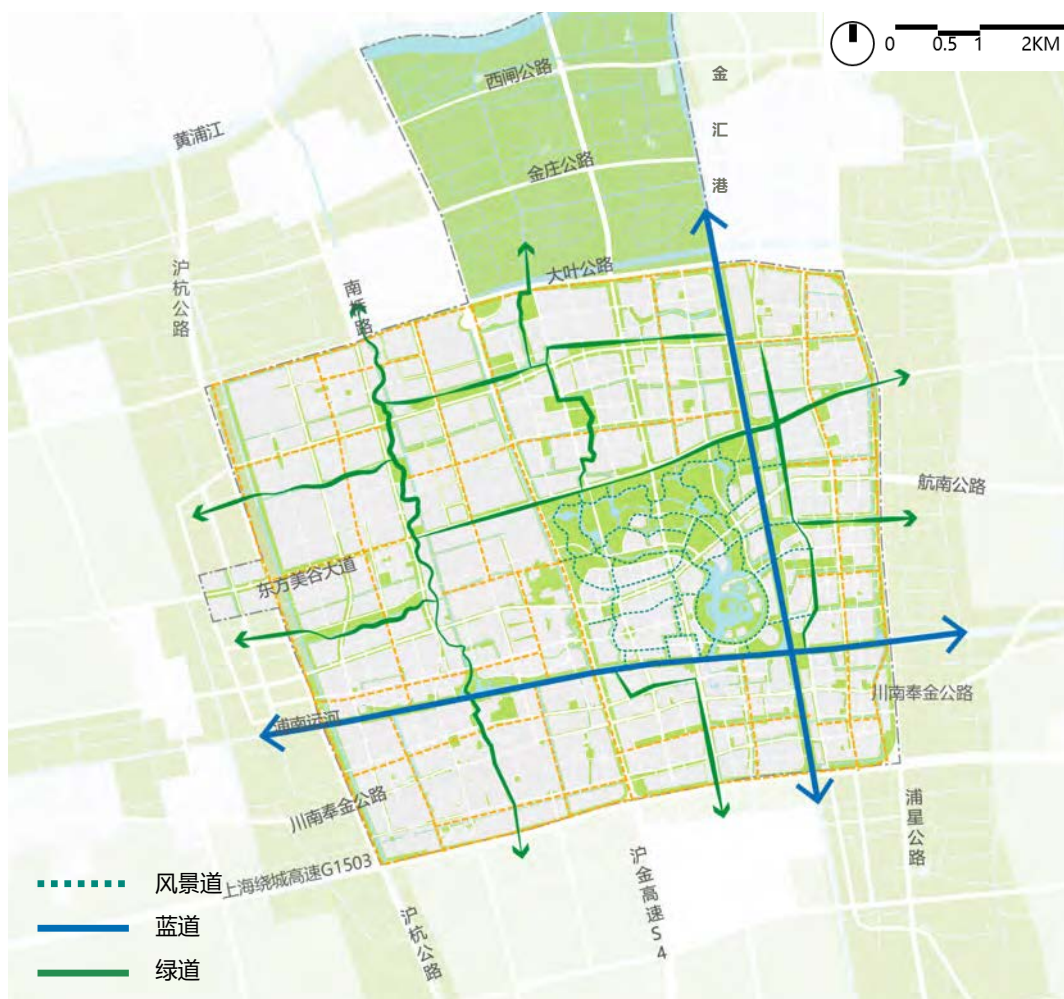 0 0.5 1 2KM
西闸公路
金汇港
黄浦江
金庄公路
大叶公路
沪杭公路
南桥路
航南公路
东方美谷大道
川南奉金公路
浦南运河
川南奉金公路
浦星公路
上海绕城高速G1503
沪金高速S4
沪杭公路
风景道
蓝道
绿道